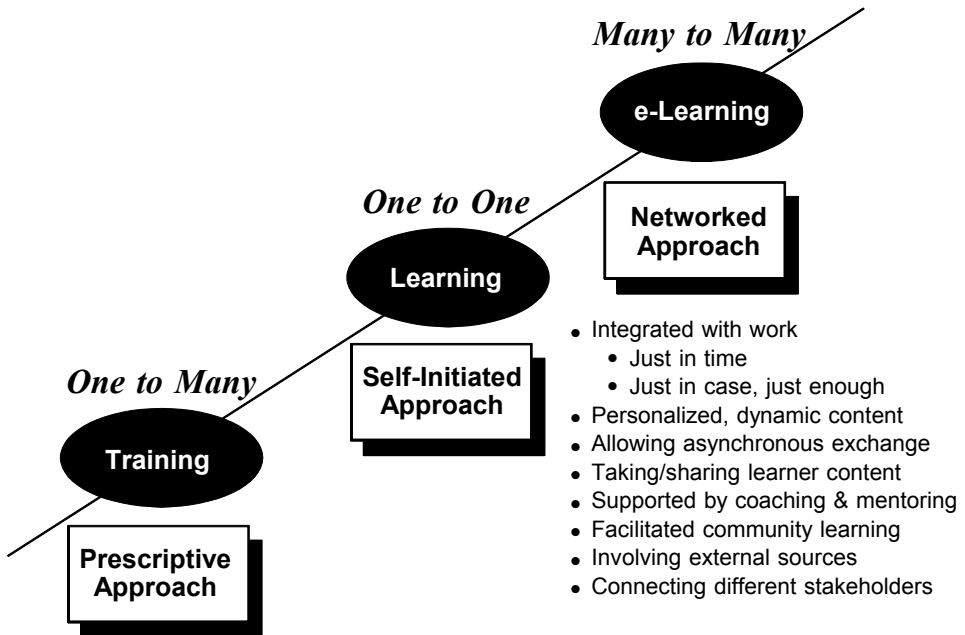 Many to Many
e-Learning
Networked
Approach
One to One
Learning
Self-Initiated
Approach
One to Many
Training
Prescriptive
Approach
• Integrated with work
• Just in time
• Just in case, just enough
• Personalized, dynamic content
• Allowing asynchronous exchange
• Taking/sharing learner content
• Supported by coaching & mentoring
• Facilitated community learning
• Involving external sources
• Connecting different stakeholders